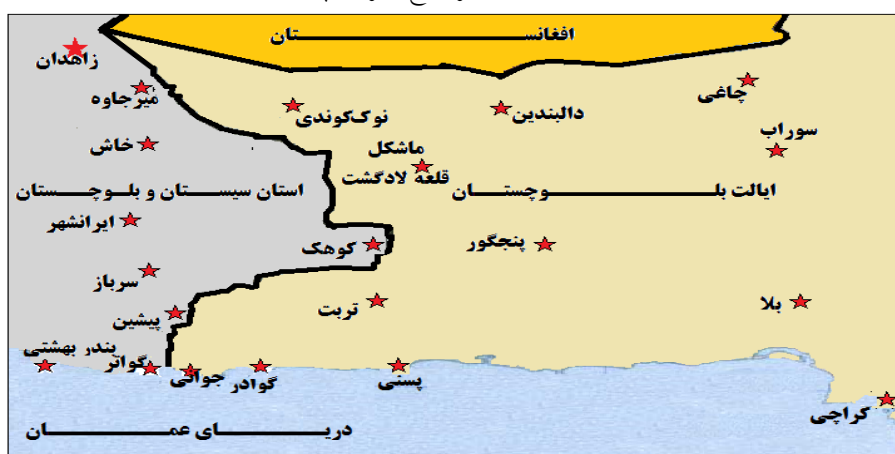 افغانستان
زاهدان
چاغی
میرجاوه
نوک‌کوندی
دالبندین
سوراب
خاش
ماشکل
قلعه لادگشت
استان سیستان و بلوچستان
ایالت بلوچستان
ایرانشهر
کوهک
پنجگور
سرباز
تربت
بلا
پیشین
بندر بهشتی
گواتر
جوانی
گوادر
پسنی
کراچی
دریای عمان